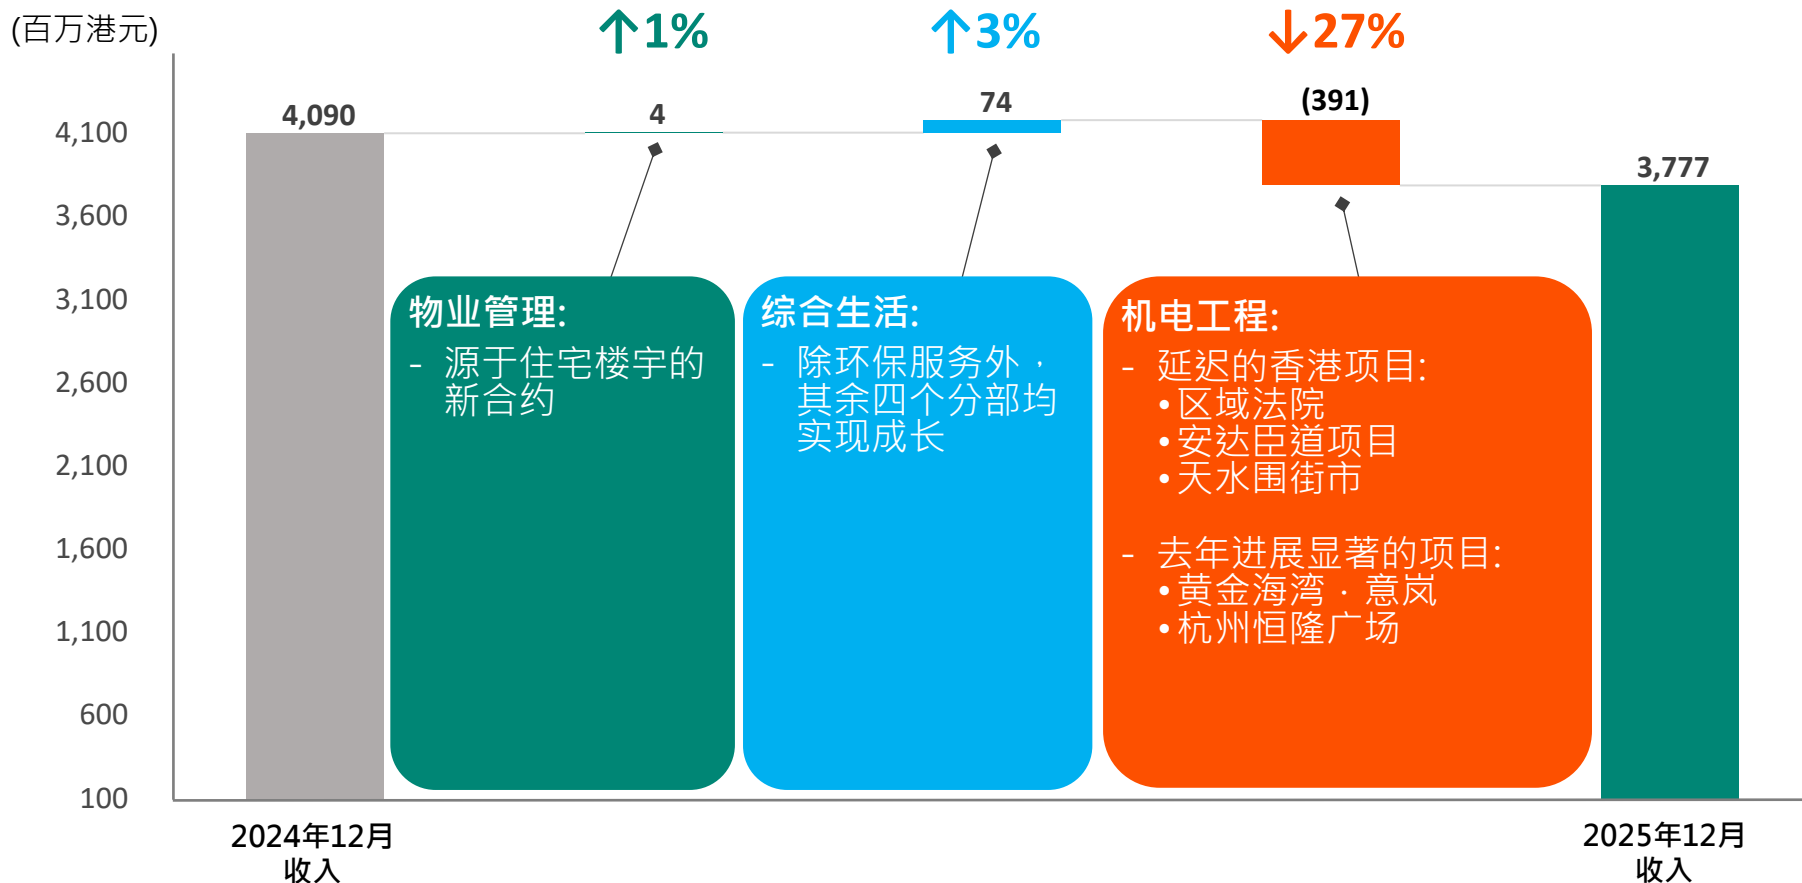 (百万港元)
↑1%
↑3%
↓27%
4,100
3,600
3,100
2,600
2,100
1,600
1,100
600
100
4,090
4
74
(391)
3,777
物业管理:
- 源于住宅楼宇的
新合约
综合生活:
- 除环保服务外，
其余四个分部均
实现成长
机电工程:
- 延迟的香港项目:
•区域法院
•安达臣道项目
•天水围街市
- 去年进展显著的项目:
•黄金海湾．意岚
•杭州恒隆广场
2024年12月
收入
2025年12月
收入